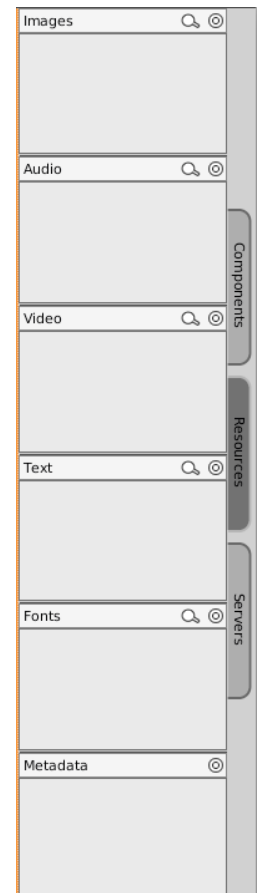 Images
Audio
Video
Text
Fonts
Metadata
Components
Resources
Servers